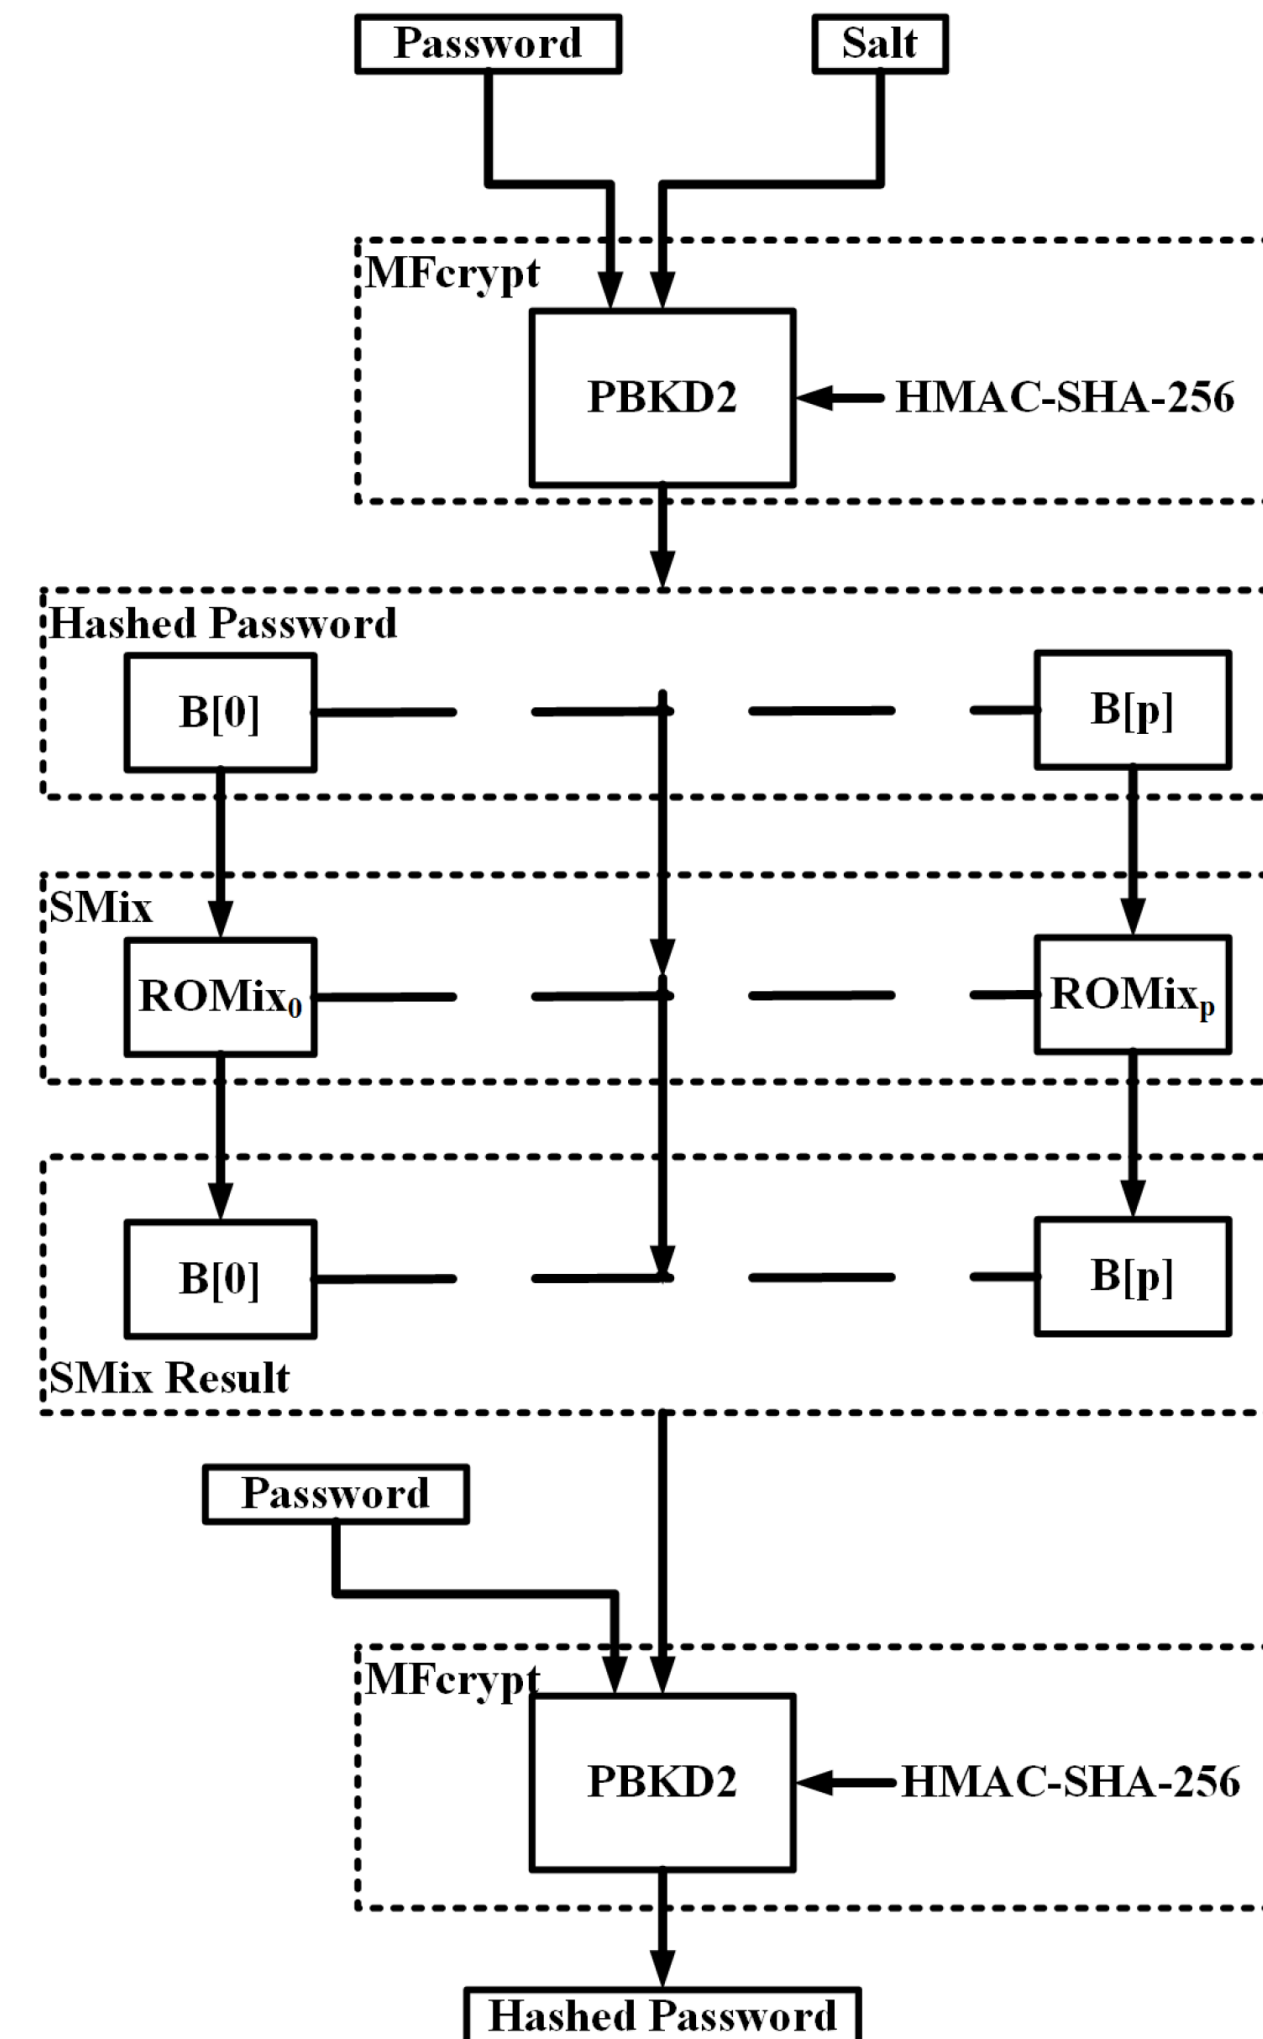 Password
Salt
MFcrypt
PBKD2
HMAC-SHA-256
Hashed Password
B[0]
B[p]
SMix
ROMix₀
ROMixₚ
B[0]
B[p]
SMix Result
Password
MFcrypt
PBKD2
HMAC-SHA-256
Hashed Password